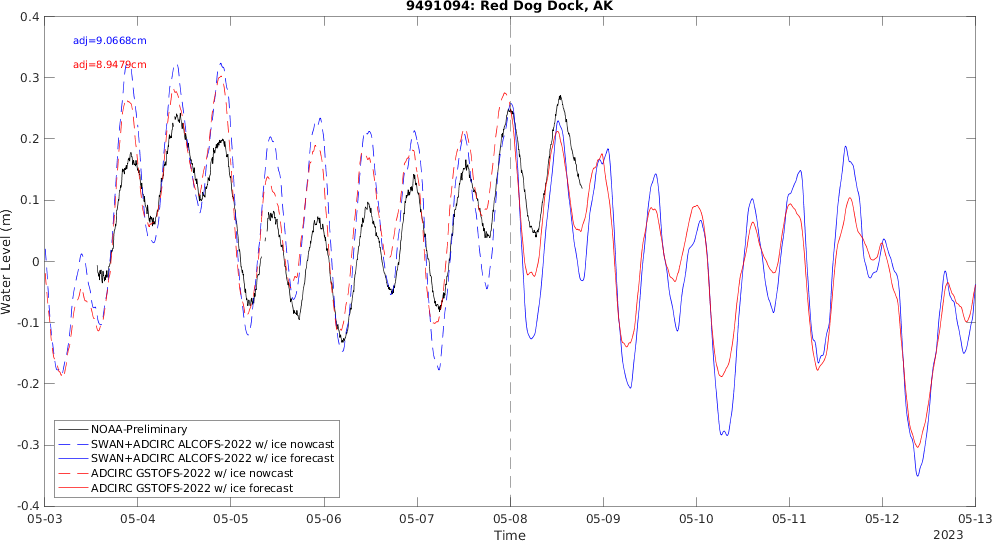 9491094: Red Dog Dock, AK
adj=9.0668cm
adj=8.9479cm
0.4
0.3
0.2
0.1
0
-0.1
-0.2
-0.3
-0.4
Water Level (m)
NOAA-Preliminary
SWAN+ADCIRC ALCOFS-2022 w/ ice nowcast
SWAN+ADCIRC ALCOFS-2022 w/ ice forecast
ADCIRC GSTOFS-2022 w/ ice nowcast
ADCIRC GSTOFS-2022 w/ ice forecast
05-03 05-04 05-05 05-06 05-07 05-08 05-09 05-10 05-11 05-12 05-13
Time
2023